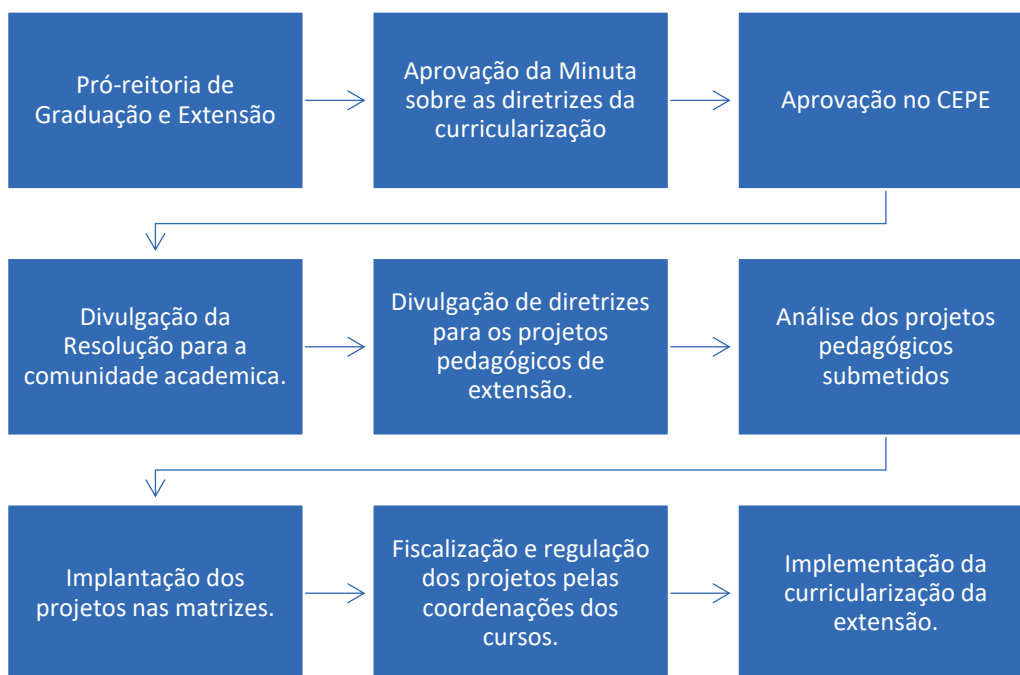 Pró-reitoria de
Graduação e Extensão
Aprovação da Minuta
sobre as diretrizes da
curricularização
Aprovação no CEPE
Divulgação da
Resolução para a
comunidade academica.
Divulgação de diretrizes
para os projetos
pedagógicos de
extensão.
Análise dos projetos
pedagógicos
submetidos
Implantação dos
projetos nas matrizes.
Fiscalização e regulação
dos projetos pelas
coordenações dos
cursos.
Implementação da
curricularização da
extensão.